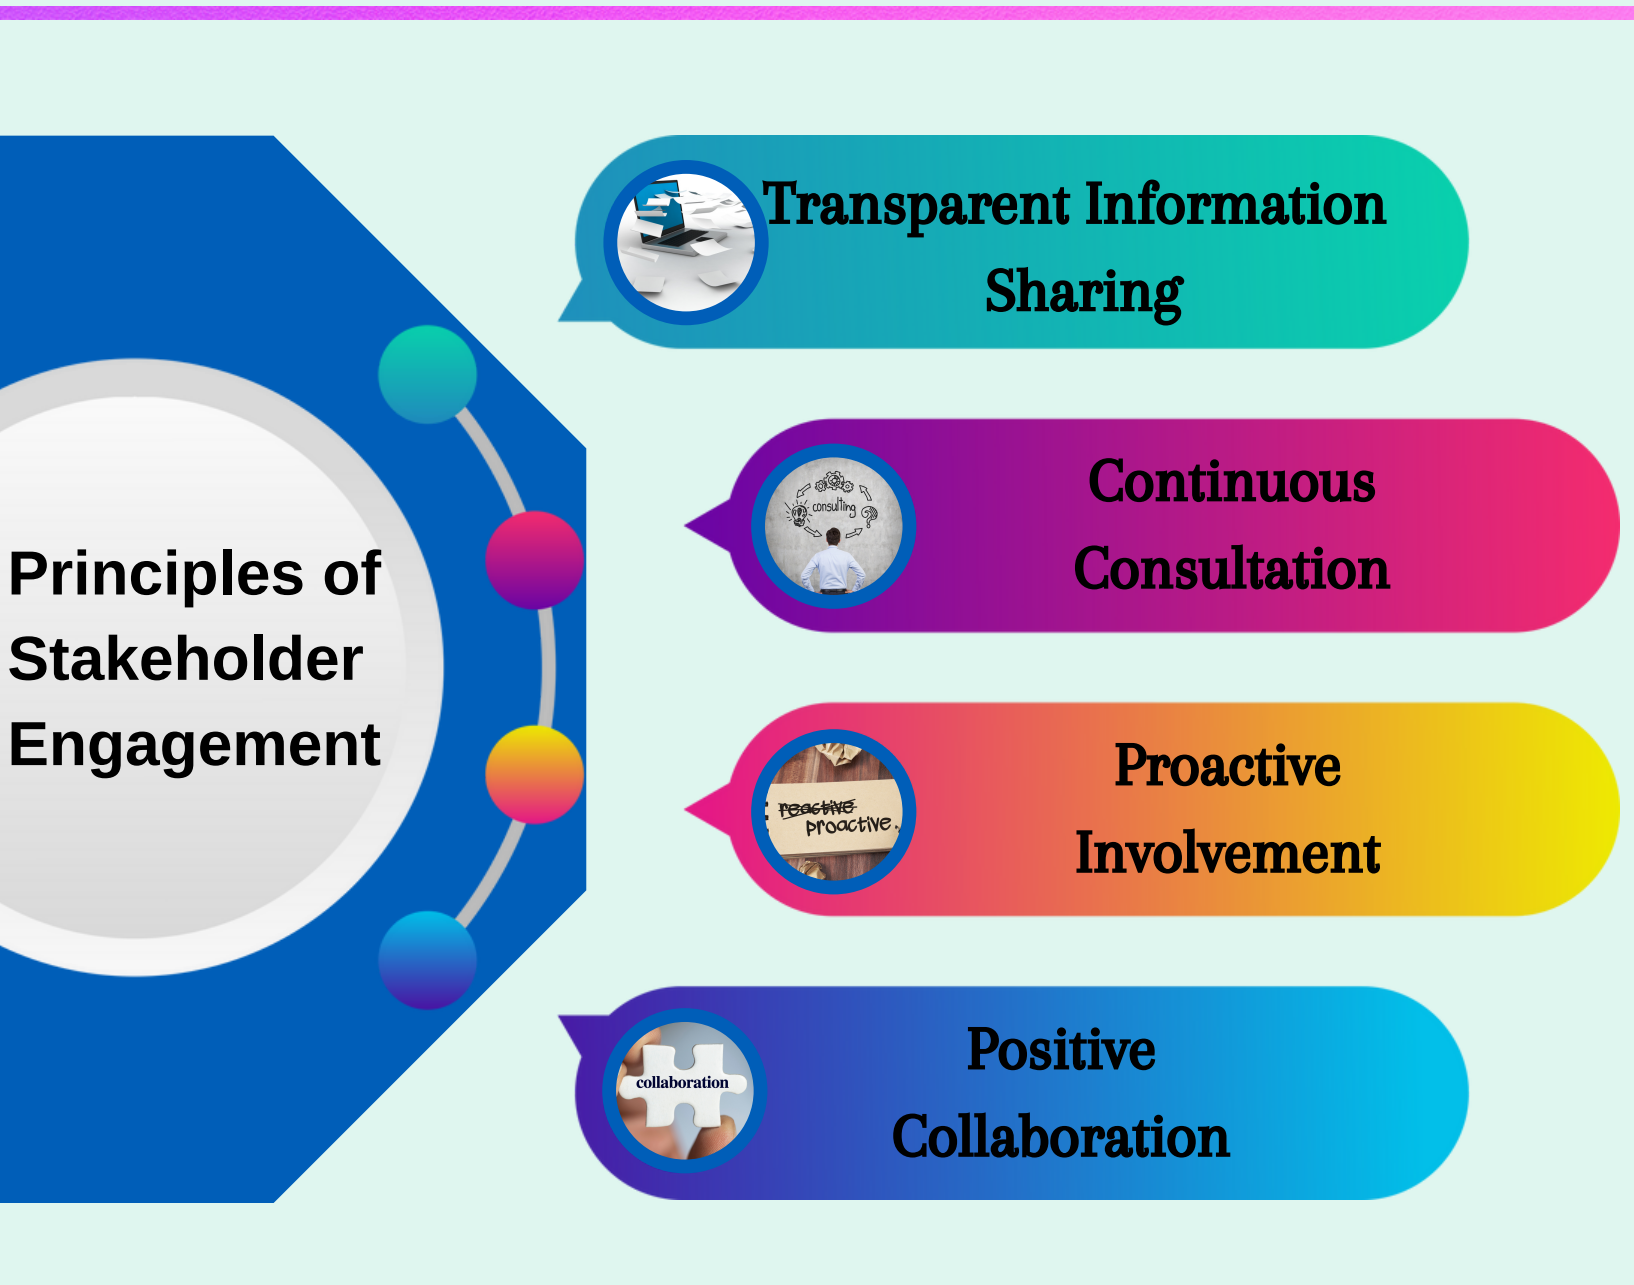 Principles of
Stakeholder
Engagement
Transparent Information
Sharing
consulting
Continuous
Consultation
reactive
proactive.
Proactive
Involvement
collaboration
Positive
Collaboration